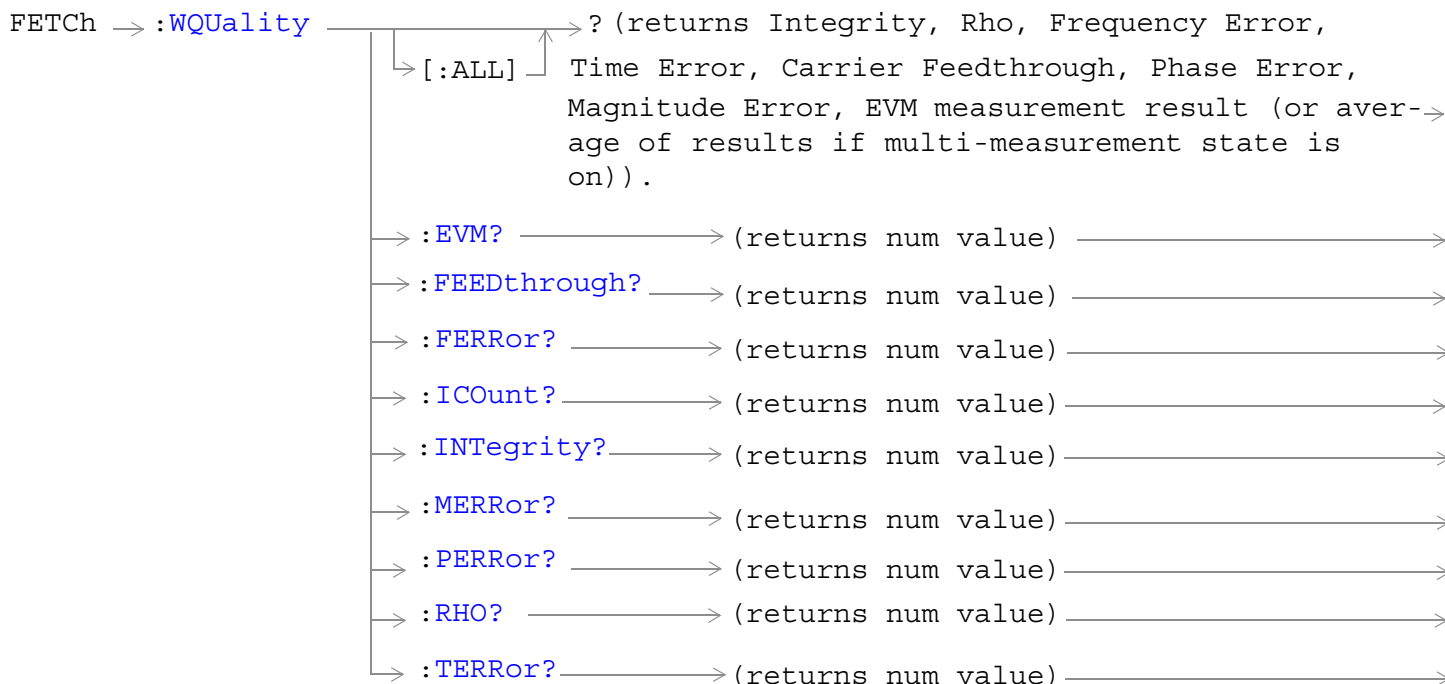 FETCh :WQUality ? (returns Integrity, Rho, Frequency Error,
[:ALL] Time Error, Carrier Feedthrough, Phase Error,
Magnitude Error, EVM measurement result (or aver-
age of results if multi-measurement state is
on)).
:EVM? (returns num value)
:FEEDthrough? (returns num value)
:FERRor? (returns num value)
:ICOunt? (returns num value)
:INTegrity? (returns num value)
:MERRor? (returns num value)
:PERRor? (returns num value)
:RHO? (returns num value)
:TERRor? (returns num value)